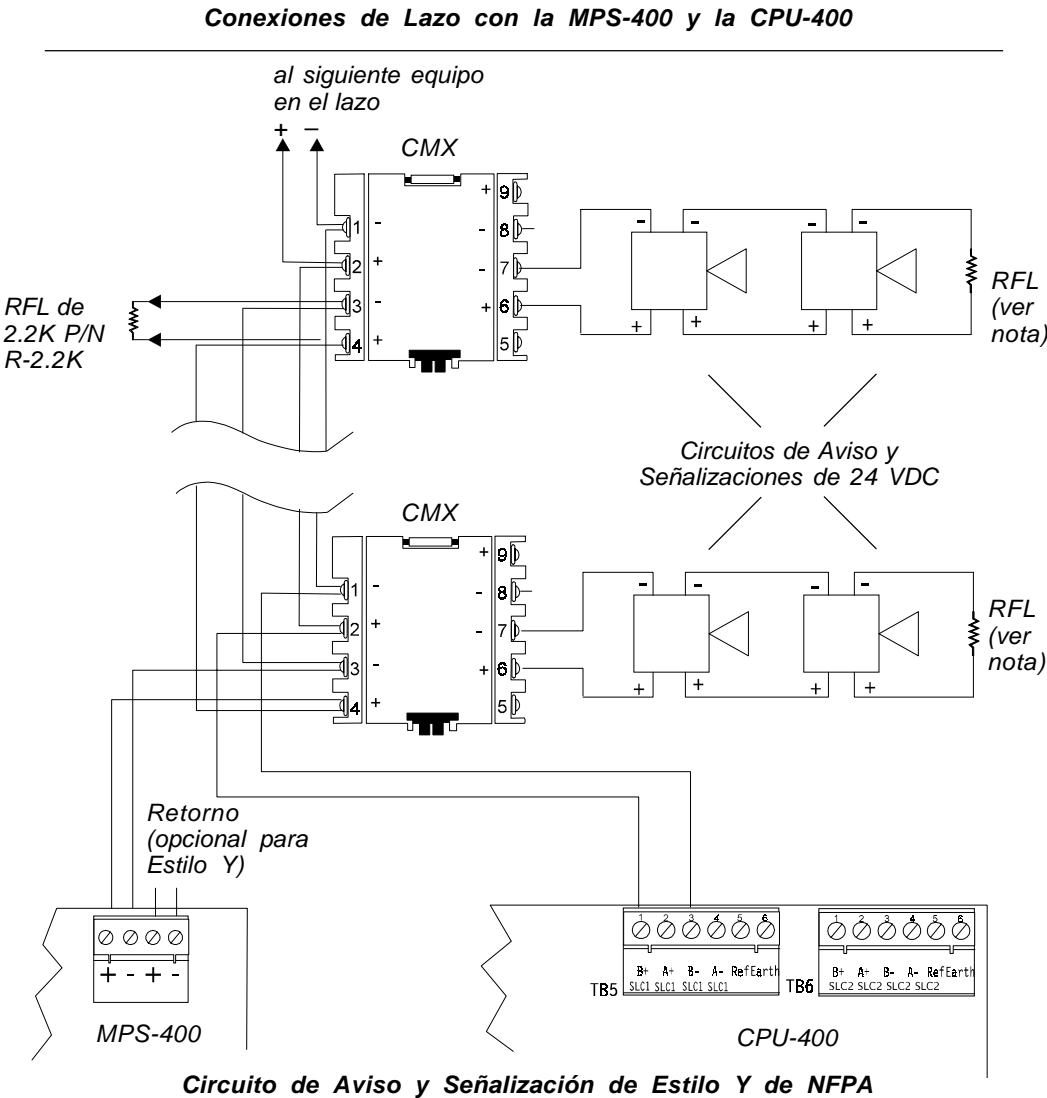 Conexiones de Lazo con la MPS-400 y la CPU-400
al siguiente equipo
en el lazo
+ –
CMX
1 -
2 +
3 -
4 +
+ 9
- 8
- 7
+ 6
5
- - - -
+ + + +
RFL de
2.2K P/N
R-2.2K
RFL
(ver
nota)
Circuitos de Aviso y
Señalizaciones de 24 VDC
CMX
1 -
2 +
3 -
4 +
+ 9
- 8
- 7
+ 6
5
- - - -
+ + + +
RFL
(ver
nota)
Retorno
(opcional para
Estilo Y)
+ - + -
MPS-400
1 2 3 4 5 6
B+ A+ B- A- Ref Earth
TB5 SLC1 SLC1 SLC1 SLC1
1 2 3 4 5 6
B+ A+ B- A- Ref Earth
TB6 SLC2 SLC2 SLC2 SLC2
CPU-400
Circuito de Aviso y Señalización de Estilo Y de NFPA